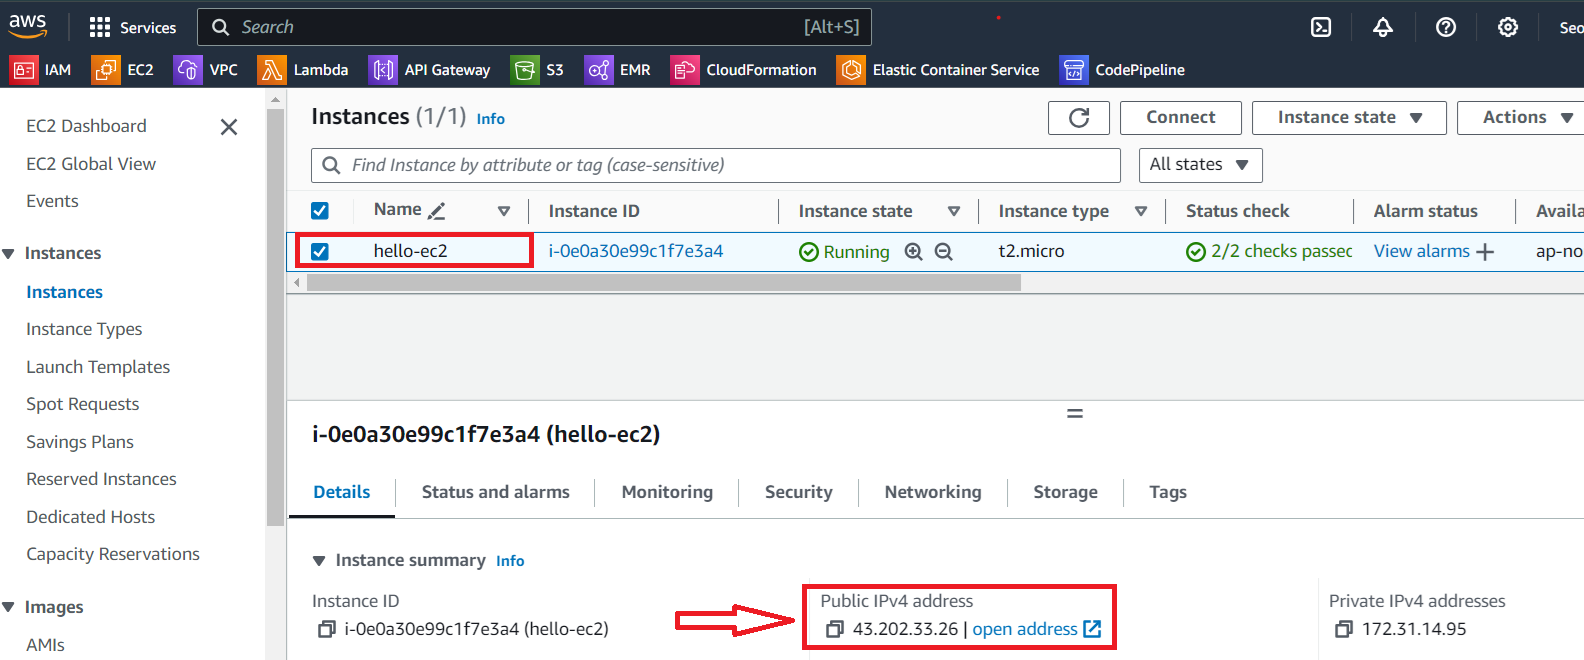 aws Services Search [Alt+S] Seo
IAM EC2 VPC Lambda API Gateway S3 EMR CloudFormation Elastic Container Service CodePipeline
EC2 Dashboard
EC2 Global View
Events
Instances
Instances
Instance Types
Launch Templates
Spot Requests
Savings Plans
Reserved Instances
Dedicated Hosts
Capacity Reservations
Images
AMIs
Instances (1/1) Info Connect Instance state Actions
Find Instance by attribute or tag (case-sensitive) All states
Name Instance ID Instance state Instance type Status check Alarm status Availa
hello-ec2 i-0e0a30e99c1f7e3a4 Running t2.micro 2/2 checks passec View alarms + ap-no
i-0e0a30e99c1f7e3a4 (hello-ec2)
Details Status and alarms Monitoring Security Networking Storage Tags
Instance summary Info
Instance ID
i-0e0a30e99c1f7e3a4 (hello-ec2)
Public IPv4 address
43.202.33.26 | open address
Private IPv4 addresses
172.31.14.95